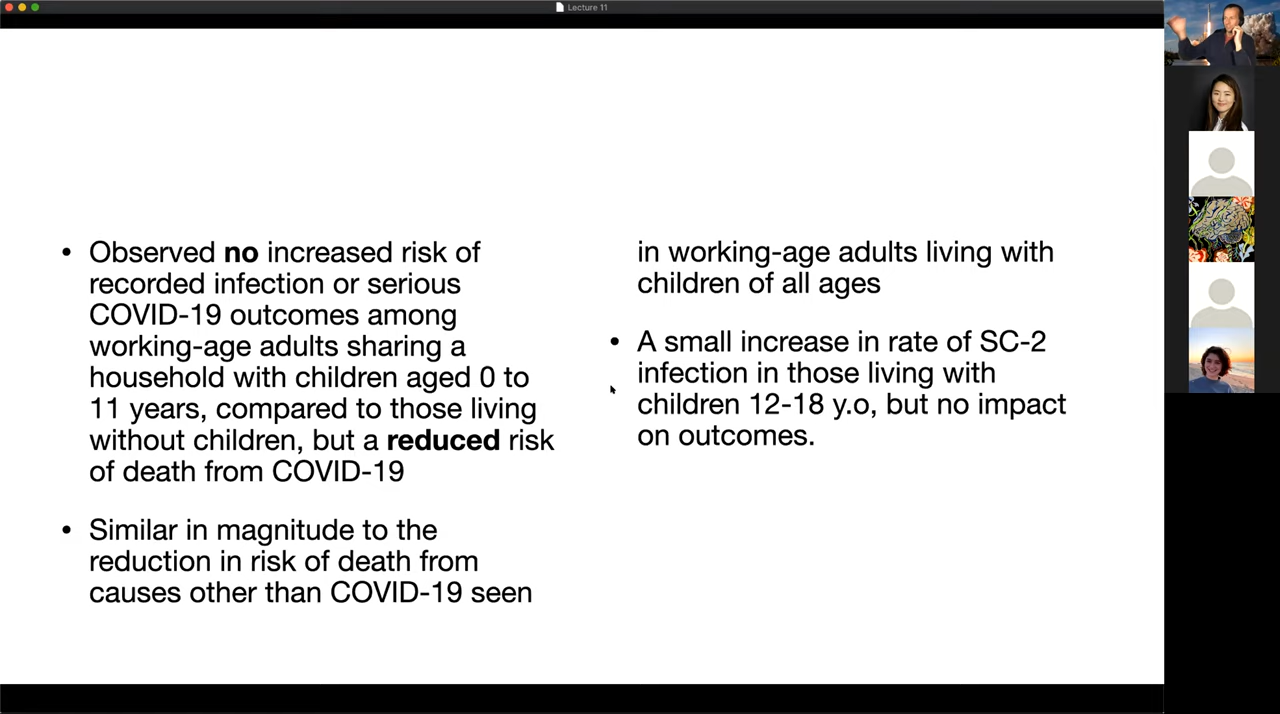 Lecture 11
• Observed no increased risk of
recorded infection or serious
COVID-19 outcomes among
working-age adults sharing a
household with children aged 0 to
11 years, compared to those living
without children, but a reduced risk
of death from COVID-19
• Similar in magnitude to the
reduction in risk of death from
causes other than COVID-19 seen
in working-age adults living with
children of all ages
• A small increase in rate of SC-2
infection in those living with
children 12-18 y.o, but no impact
on outcomes.